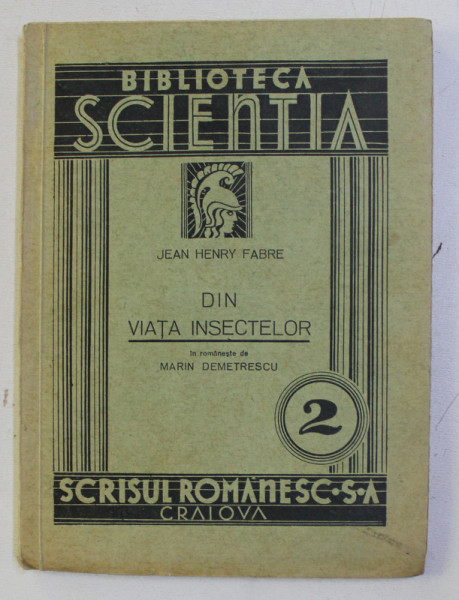 BIBLIOTECA
SCIENTIA
JEAN HENRY FABRE
DIN
VIAȚA INSECTELOR
în românește de
MARIN DEMETRESCU
2
SCRISUL ROMÂNESC·S·A
CRAIOVA